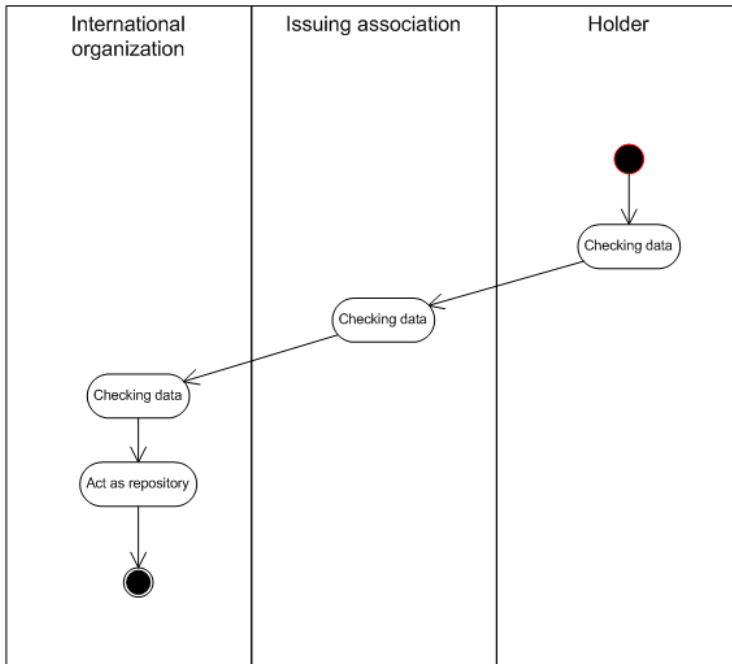 International
organization
Issuing association
Holder
Checking data
Checking data
Checking data
Act as repository